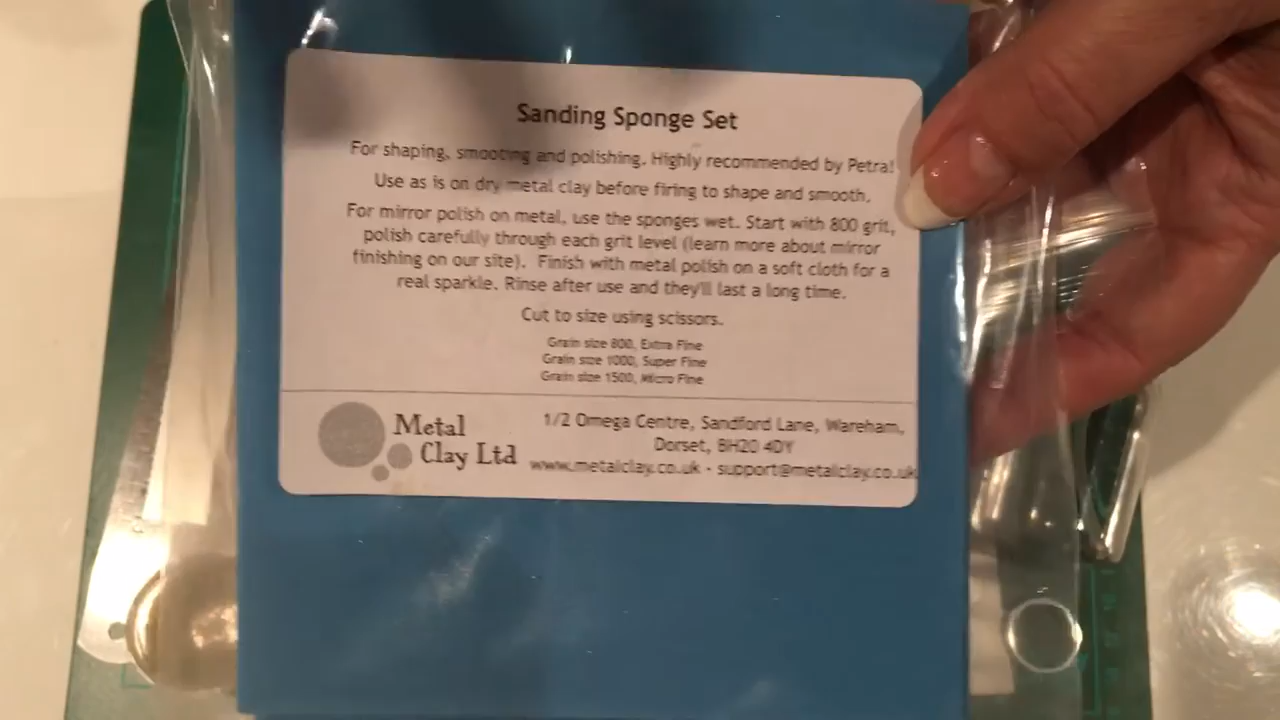 Sanding Sponge Set
For shaping, smooting and polishing. Highly recommended by Petra!
Use as is on dry metal clay before firing to shape and smooth.
For mirror polish on metal, use the sponges wet. Start with 800 grit,
polish carefully through each grit level (learn more about mirror
finishing on our site). Finish with metal polish on a soft cloth for a
real sparkle. Rinse after use and they'll last a long time.
Cut to size using scissors.
Grain size 800, Extra Fine
Grain size 1000, Super Fine
Grain size 1500, Micro Fine
Metal
Clay Ltd
1/2 Omega Centre, Sandford Lane, Wareham,
Dorset, BH20 4DY
www.metalclay.co.uk - support@metalclay.co.uk